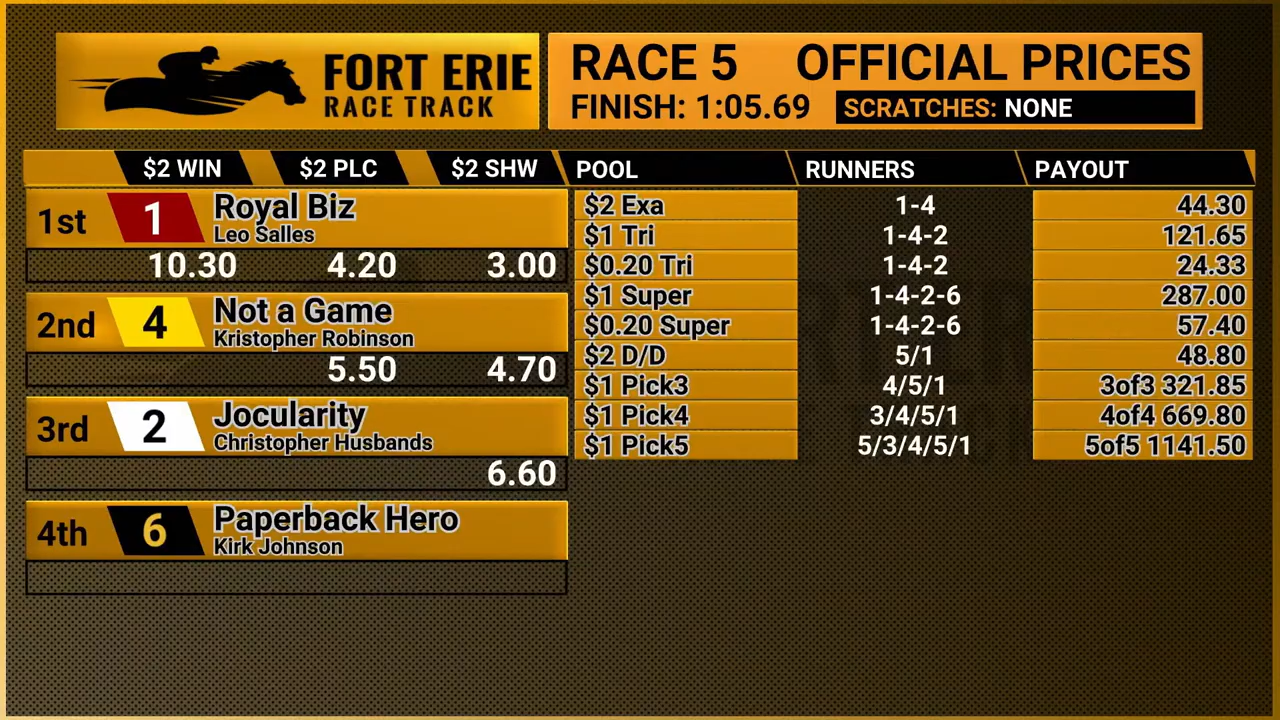 FORT ERIE
RACE TRACK
RACE 5 OFFICIAL PRICES
FINISH: 1:05.69 SCRATCHES: NONE
$2 WIN $2 PLC $2 SHW
1st 1 Royal Biz
Leo Salles
10.30 4.20 3.00
2nd 4 Not a Game
Kristopher Robinson
5.50 4.70
3rd 2 Jocularity
Christopher Husbands
6.60
4th 6 Paperback Hero
Kirk Johnson
POOL RUNNERS PAYOUT
$2 Exa 1-4 44.30
$1 Tri 1-4-2 121.65
$0.20 Tri 1-4-2 24.33
$1 Super 1-4-2-6 287.00
$0.20 Super 1-4-2-6 57.40
$2 D/D 5/1 48.80
$1 Pick3 4/5/1 3of3 321.85
$1 Pick4 3/4/5/1 4of4 669.80
$1 Pick5 5/3/4/5/1 5of5 1141.50